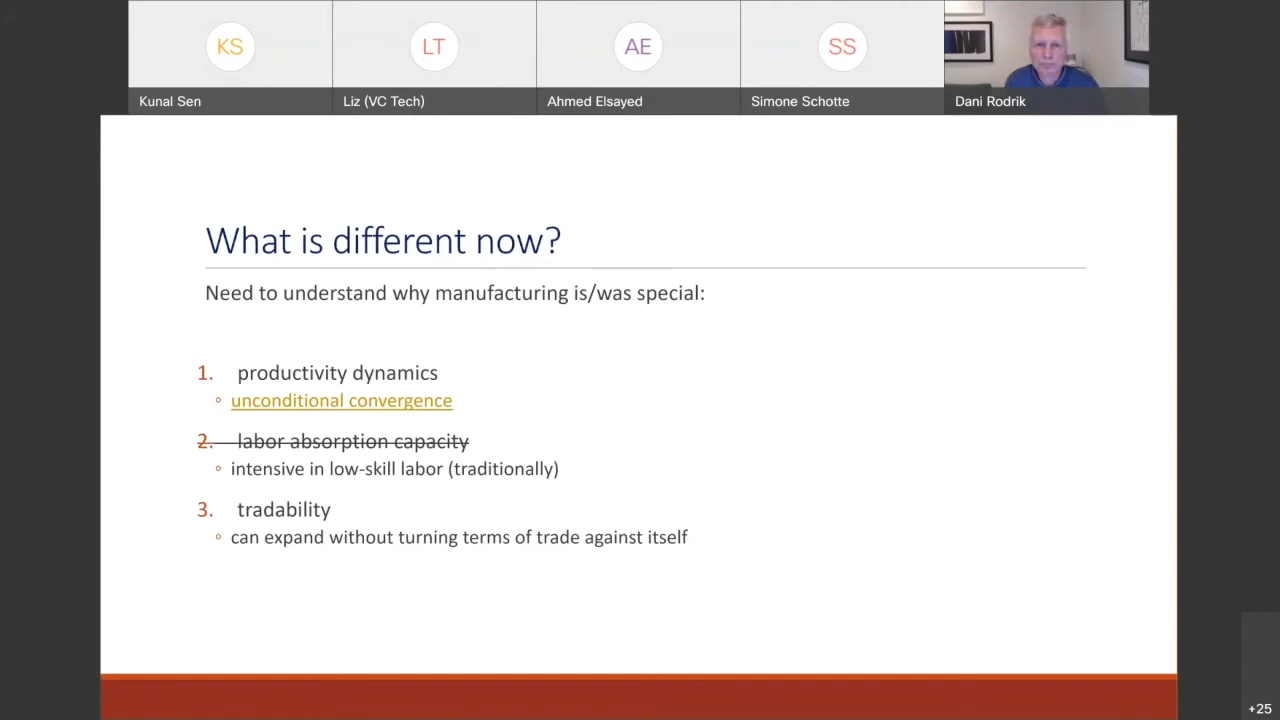 KS
LT
AE
SS
Kunal Sen
Liz (VC Tech)
Ahmed Elsayed
Simone Schotte
Dani Rodrik
What is different now?
Need to understand why manufacturing is/was special:
1. productivity dynamics
◦ unconditional convergence
2. labor absorption capacity
◦ intensive in low-skill labor (traditionally)
3. tradability
◦ can expand without turning terms of trade against itself
+25